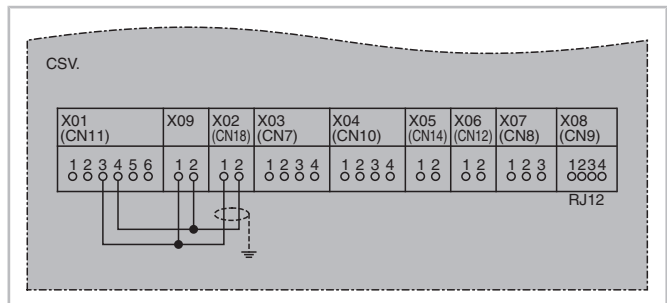 CSV.
X01 X09 X02 X03 X04 X05 X06 X07 X08
(CN11) (CN18) (CN7) (CN10) (CN14) (CN12) (CN8) (CN9)
1 2 3 4 5 6 1 2 1 2 1 2 3 4 1 2 3 4 1 2 1 2 1 2 3 1234
RJ12